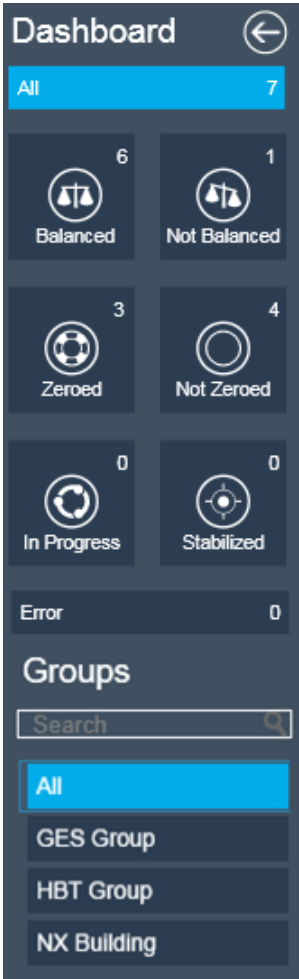 Dashboard
All 7
6 1
Balanced Not Balanced
3 4
Zeroed Not Zeroed
0 0
In Progress Stabilized
Error 0
Groups
Search
All
GES Group
HBT Group
NX Building